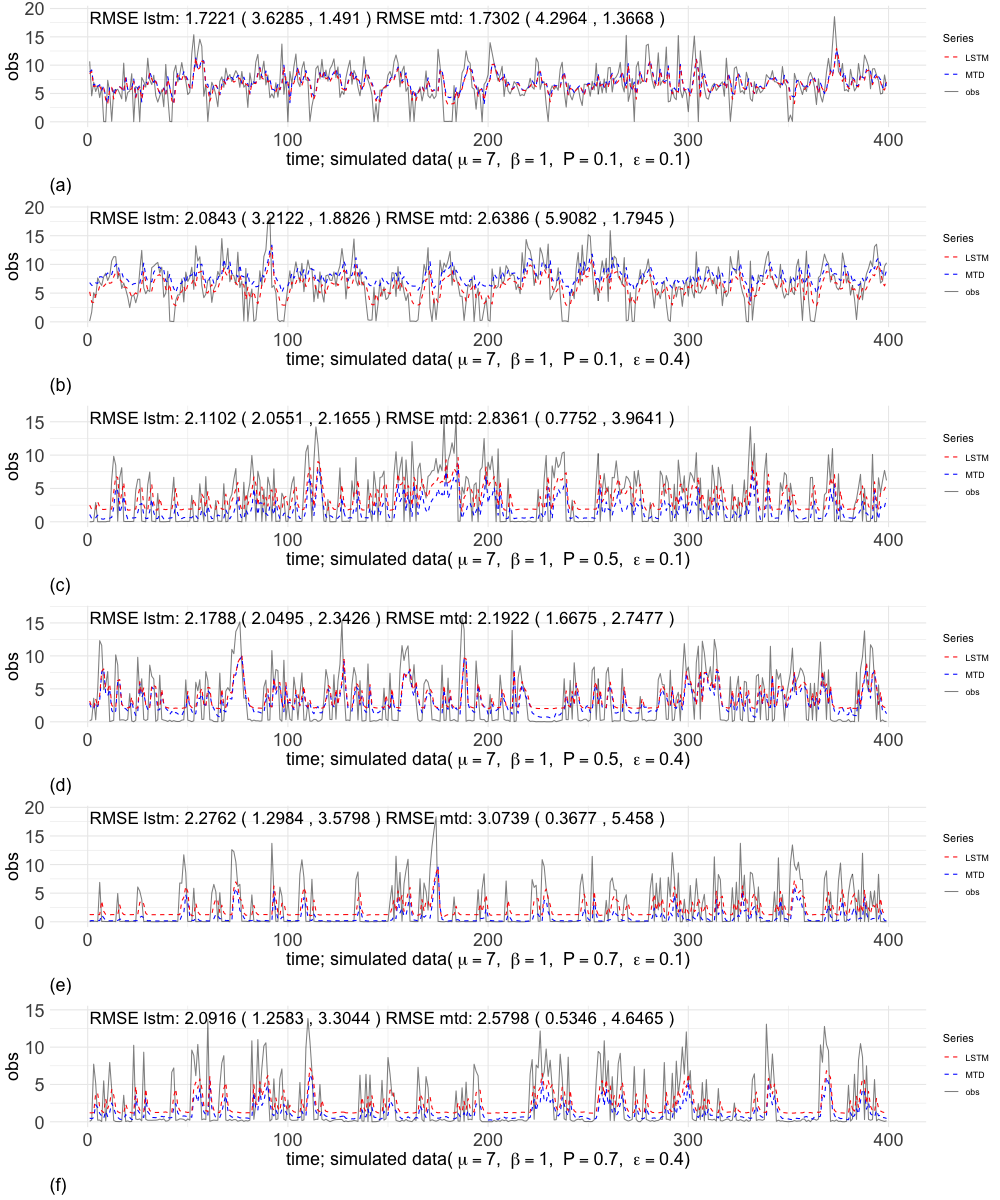 RMSE lstm: 1.7221 ( 3.6285 , 1.491 ) RMSE mtd: 1.7302 ( 4.2964 , 1.3668 )
20
15
10
5
0
obs
0 100 200 300 400
time; simulated data( μ = 7, β = 1, P = 0.1, ε = 0.1)
Series
LSTM
MTD
obs
(a)
RMSE lstm: 2.0843 ( 3.2122 , 1.8826 ) RMSE mtd: 2.6386 ( 5.9082 , 1.7945 )
20
15
10
5
0
obs
0 100 200 300 400
time; simulated data( μ = 7, β = 1, P = 0.1, ε = 0.4)
Series
LSTM
MTD
obs
(b)
RMSE lstm: 2.1102 ( 2.0551 , 2.1655 ) RMSE mtd: 2.8361 ( 0.7752 , 3.9641 )
15
10
5
0
obs
0 100 200 300 400
time; simulated data( μ = 7, β = 1, P = 0.5, ε = 0.1)
Series
LSTM
MTD
obs
(c)
RMSE lstm: 2.1788 ( 2.0495 , 2.3426 ) RMSE mtd: 2.1922 ( 1.6675 , 2.7477 )
15
10
5
0
obs
0 100 200 300 400
time; simulated data( μ = 7, β = 1, P = 0.5, ε = 0.4)
Series
LSTM
MTD
obs
(d)
RMSE lstm: 2.2762 ( 1.2984 , 3.5798 ) RMSE mtd: 3.0739 ( 0.3677 , 5.458 )
20
15
10
5
0
obs
0 100 200 300 400
time; simulated data( μ = 7, β = 1, P = 0.7, ε = 0.1)
Series
LSTM
MTD
obs
(e)
RMSE lstm: 2.0916 ( 1.2583 , 3.3044 ) RMSE mtd: 2.5798 ( 0.5346 , 4.6465 )
15
10
5
0
obs
0 100 200 300 400
time; simulated data( μ = 7, β = 1, P = 0.7, ε = 0.4)
Series
LSTM
MTD
obs
(f)